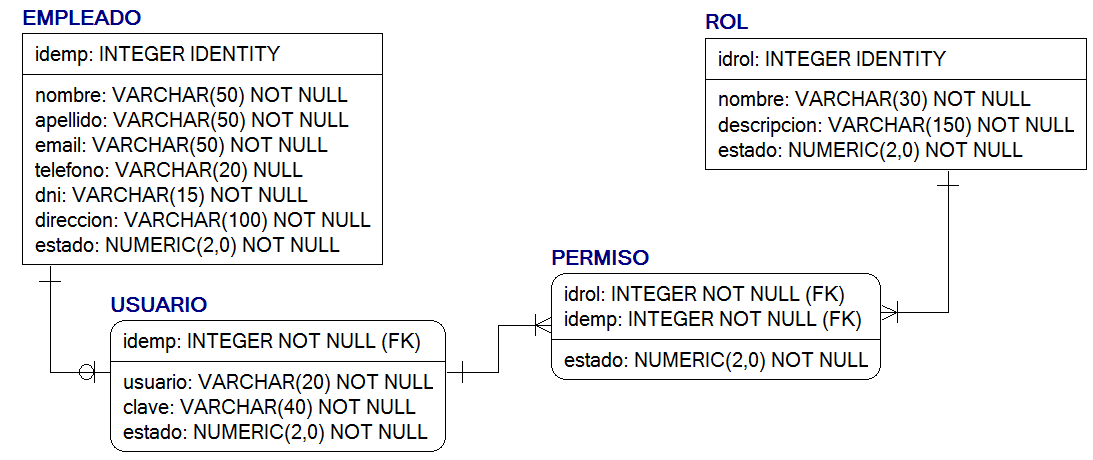 EMPLEADO
idemp: INTEGER IDENTITY
nombre: VARCHAR(50) NOT NULL
apellido: VARCHAR(50) NOT NULL
email: VARCHAR(50) NOT NULL
telefono: VARCHAR(20) NULL
dni: VARCHAR(15) NOT NULL
direccion: VARCHAR(100) NOT NULL
estado: NUMERIC(2,0) NOT NULL
ROL
idrol: INTEGER IDENTITY
nombre: VARCHAR(30) NOT NULL
descripcion: VARCHAR(150) NOT NULL
estado: NUMERIC(2,0) NOT NULL
USUARIO
idemp: INTEGER NOT NULL (FK)
usuario: VARCHAR(20) NOT NULL
clave: VARCHAR(40) NOT NULL
estado: NUMERIC(2,0) NOT NULL
PERMISO
idrol: INTEGER NOT NULL (FK)
idemp: INTEGER NOT NULL (FK)
estado: NUMERIC(2,0) NOT NULL